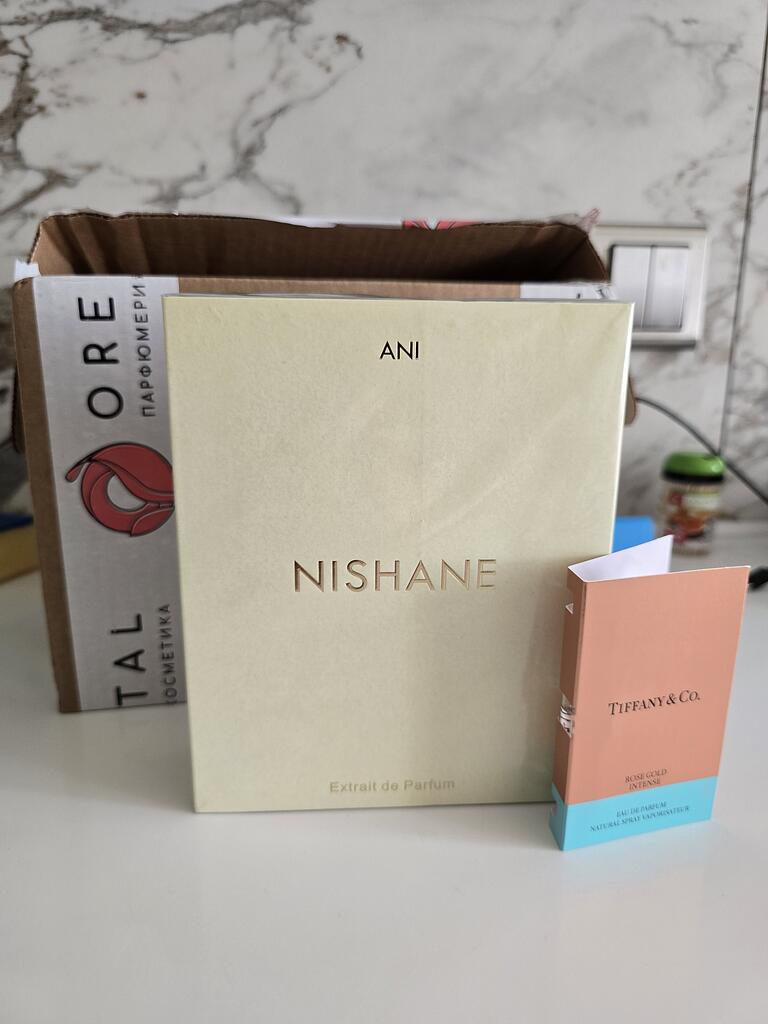 TAL ORE
КОСМЕТИКА ПАРФЮМЕРИ
ANI
NISHANE
Extrait de Parfum
TIFFANY & CO.
ROSE GOLD
INTENSE
EAU DE PARFUM
NATURAL SPRAY VAPORISATEUR